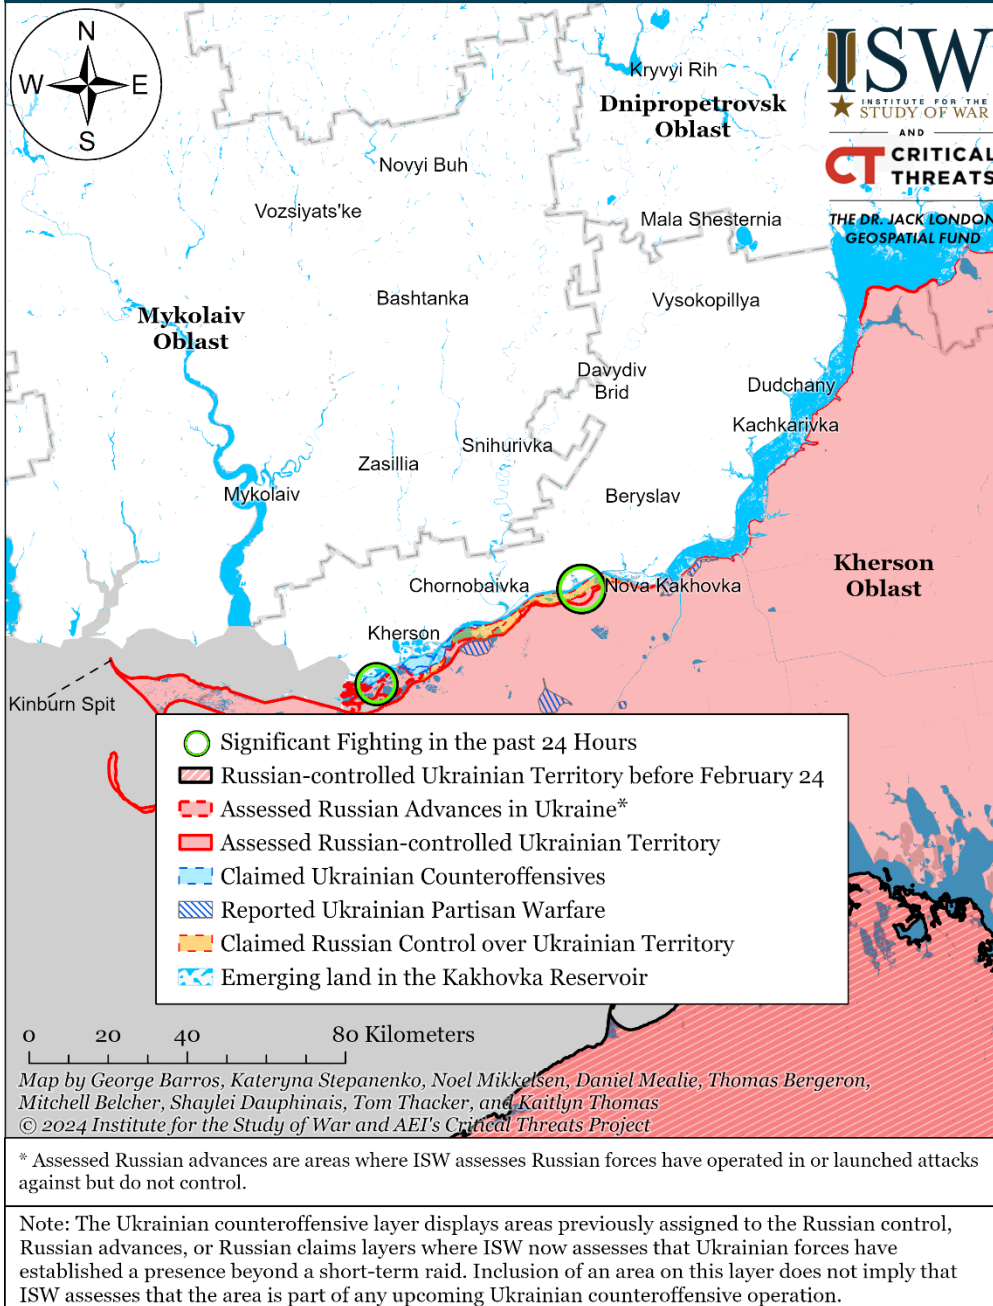 N
W
E
S
ISW
INSTITUTE FOR THE
STUDY OF WAR
AND
CT CRITICAL
THREATS
THE DR. JACK LONDON
GEOSPATIAL FUND
Kryvyi Rih
Dnipropetrovsk
Oblast
Novyi Buh
Vozsiyats'ke
Mala Shesternia
Bashtanka
Vysokopillya
Mykolaiv
Oblast
Davydiv
Brid
Dudchany
Kachkarivka
Snihurivka
Zasillia
Mykolaiv
Beryslav
Kherson
Oblast
Chornobaivka
Nova Kakhovka
Kherson
Kinburn Spit
Significant Fighting in the past 24 Hours
Russian-controlled Ukrainian Territory before February 24
Assessed Russian Advances in Ukraine*
Assessed Russian-controlled Ukrainian Territory
Claimed Ukrainian Counteroffensives
Reported Ukrainian Partisan Warfare
Claimed Russian Control over Ukrainian Territory
Emerging land in the Kakhovka Reservoir
0 20 40 80 Kilometers
Map by George Barros, Kateryna Stepanenko, Noel Mikkelsen, Daniel Mealie, Thomas Bergeron,
Mitchell Belcher, Shaylei Dauphinais, Tom Thacker, and Kaitlyn Thomas
© 2024 Institute for the Study of War and AEI's Critical Threats Project
* Assessed Russian advances are areas where ISW assesses Russian forces have operated in or launched attacks
against but do not control.
Note: The Ukrainian counteroffensive layer displays areas previously assigned to the Russian control,
Russian advances, or Russian claims layers where ISW now assesses that Ukrainian forces have
established a presence beyond a short-term raid. Inclusion of an area on this layer does not imply that
ISW assesses that the area is part of any upcoming Ukrainian counteroffensive operation.